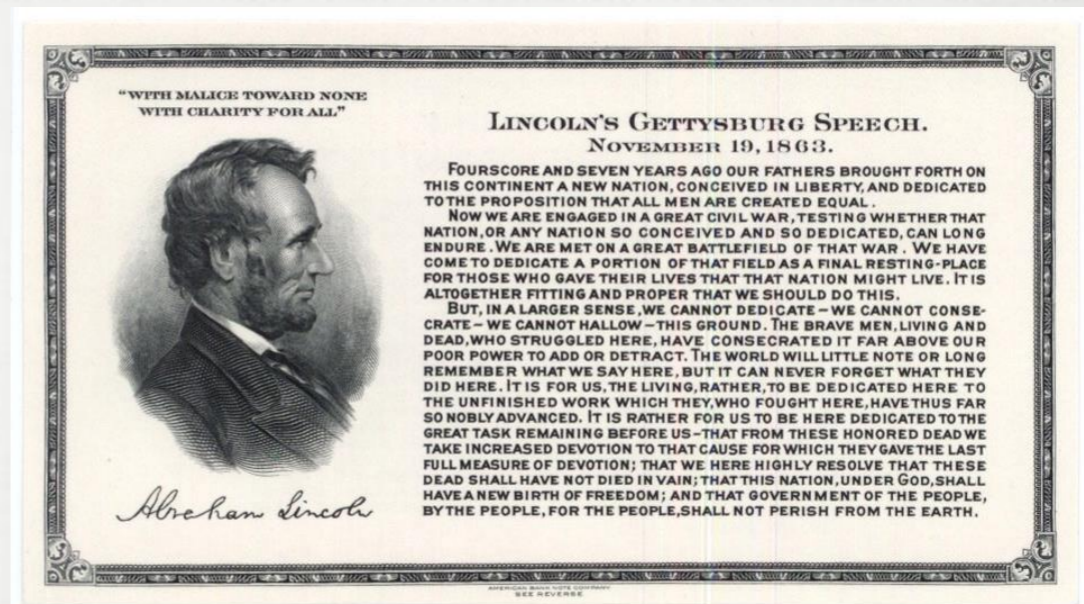 "WITH MALICE TOWARD NONE
WITH CHARITY FOR ALL"
LINCOLN'S GETTYSBURG SPEECH.
NOVEMBER 19, 1863.
FOURSCORE AND SEVEN YEARS AGO OUR FATHERS BROUGHT FORTH ON
THIS CONTINENT A NEW NATION, CONCEIVED IN LIBERTY, AND DEDICATED
TO THE PROPOSITION THAT ALL MEN ARE CREATED EQUAL.
NOW WE ARE ENGAGED IN A GREAT CIVIL WAR, TESTING WHETHER THAT
NATION, OR ANY NATION SO CONCEIVED AND SO DEDICATED, CAN LONG
ENDURE. WE ARE MET ON A GREAT BATTLEFIELD OF THAT WAR. WE HAVE
COME TO DEDICATE A PORTION OF THAT FIELD AS A FINAL RESTING-PLACE
FOR THOSE WHO GAVE THEIR LIVES THAT THAT NATION MIGHT LIVE. IT IS
ALTOGETHER FITTING AND PROPER THAT WE SHOULD DO THIS.
BUT, IN A LARGER SENSE, WE CANNOT DEDICATE – WE CANNOT CONSE-
CRATE – WE CANNOT HALLOW – THIS GROUND. THE BRAVE MEN, LIVING AND
DEAD, WHO STRUGGLED HERE, HAVE CONSECRATED IT FAR ABOVE OUR
POOR POWER TO ADD OR DETRACT. THE WORLD WILL LITTLE NOTE OR LONG
REMEMBER WHAT WE SAY HERE, BUT IT CAN NEVER FORGET WHAT THEY
DID HERE. IT IS FOR US, THE LIVING, RATHER, TO BE DEDICATED HERE TO
THE UNFINISHED WORK WHICH THEY, WHO FOUGHT HERE, HAVE THUS FAR
SO NOBLY ADVANCED. IT IS RATHER FOR US TO BE HERE DEDICATED TO THE
GREAT TASK REMAINING BEFORE US – THAT FROM THESE HONORED DEAD WE
TAKE INCREASED DEVOTION TO THAT CAUSE FOR WHICH THEY GAVE THE LAST
FULL MEASURE OF DEVOTION; THAT WE HERE HIGHLY RESOLVE THAT THESE
DEAD SHALL HAVE NOT DIED IN VAIN; THAT THIS NATION, UNDER GOD, SHALL
HAVE A NEW BIRTH OF FREEDOM; AND THAT GOVERNMENT OF THE PEOPLE,
BY THE PEOPLE, FOR THE PEOPLE, SHALL NOT PERISH FROM THE EARTH.
Abraham Lincoln
AMERICAN BANK NOTE COMPANY
SEE REVERSE